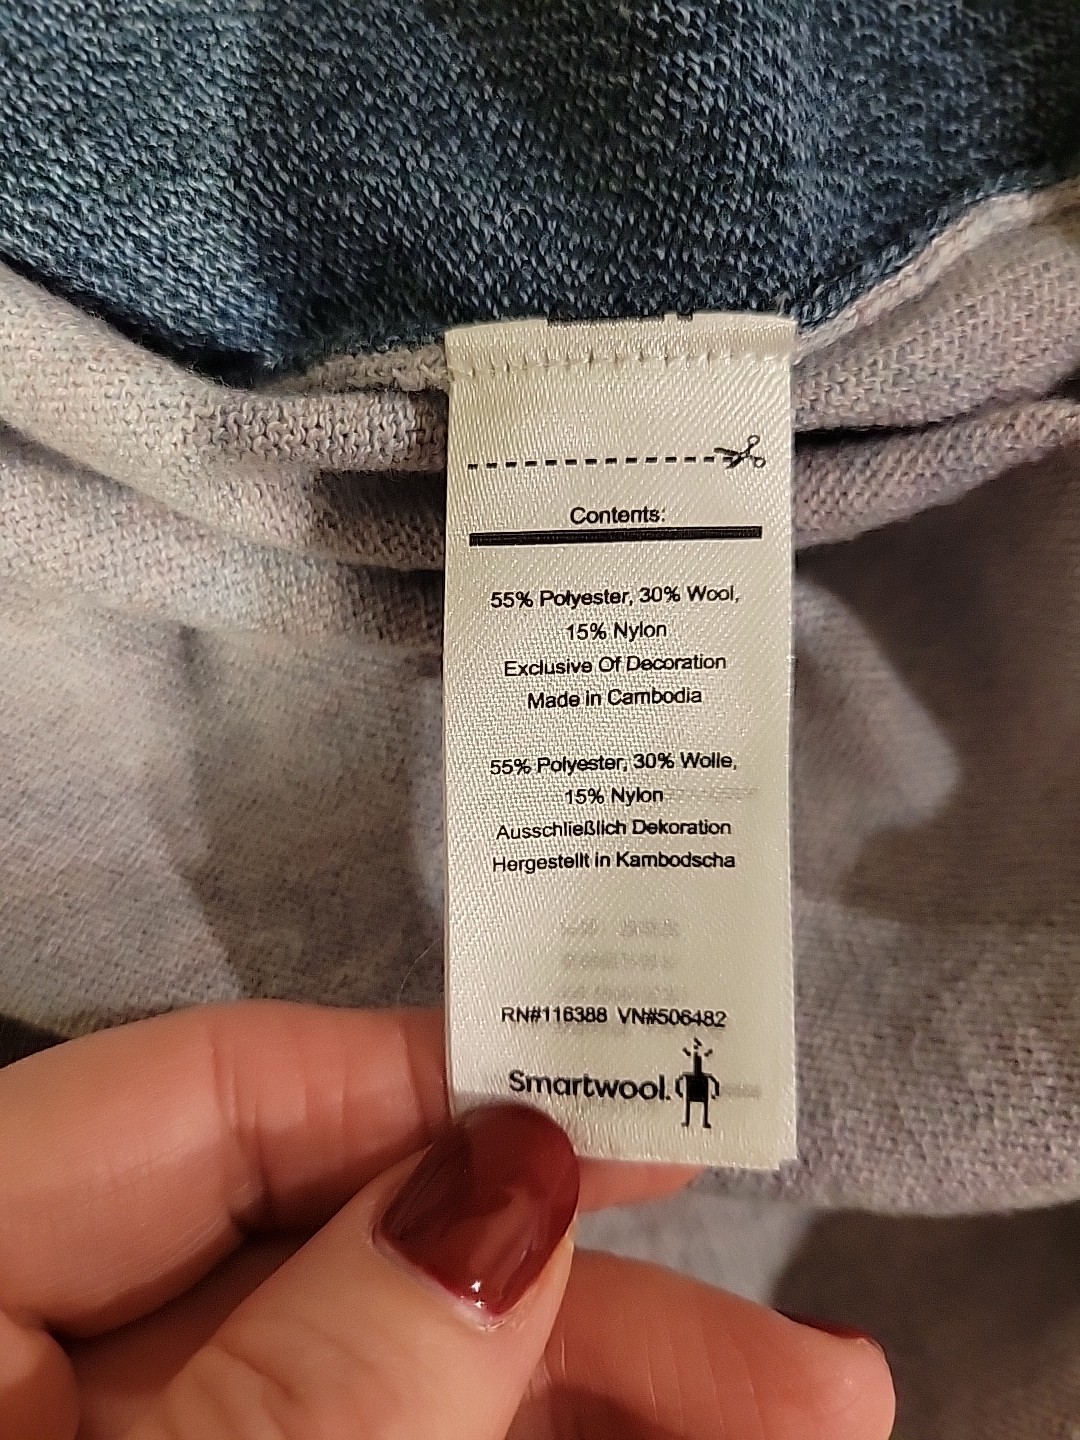 Contents:
55% Polyester, 30% Wool,
15% Nylon
Exclusive Of Decoration
Made in Cambodia
55% Polyester, 30% Wolle,
15% Nylon
Ausschließlich Dekoration
Hergestellt in Kambodscha
RN#116388 VN#506482
Smartwool.